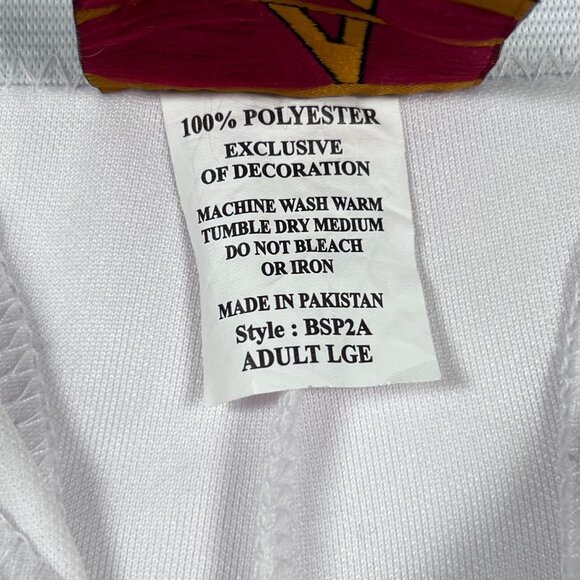 100% POLYESTER
EXCLUSIVE
OF DECORATION
MACHINE WASH WARM
TUMBLE DRY MEDIUM
DO NOT BLEACH
OR IRON
MADE IN PAKISTAN
Style : BSP2A
ADULT LGE